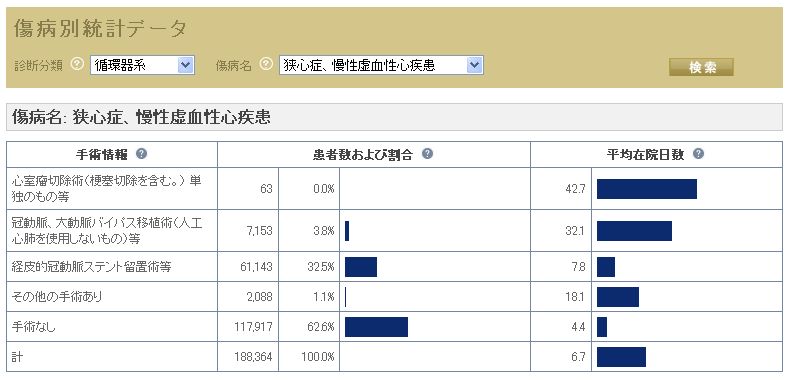 傷病別統計データ
診断分類 ? 循環器系 傷病名 ? 狭心症、慢性虚血性心疾患 検索
傷病名: 狭心症、慢性虚血性心疾患
手術情報 ? 患者数および割合 ? 平均在院日数 ?
心室瘤切除術(梗塞切除を含む。) 単
独のもの等
63 0.0% 42.7
冠動脈、大動脈バイパス移植術(人工
心肺を使用しないもの)等
7,153 3.8% 32.1
経皮的冠動脈ステント留置術等 61,143 32.5% 7.8
その他の手術あり 2,088 1.1% 18.1
手術なし 117,917 62.6% 4.4
計 188,364 100.0% 6.7